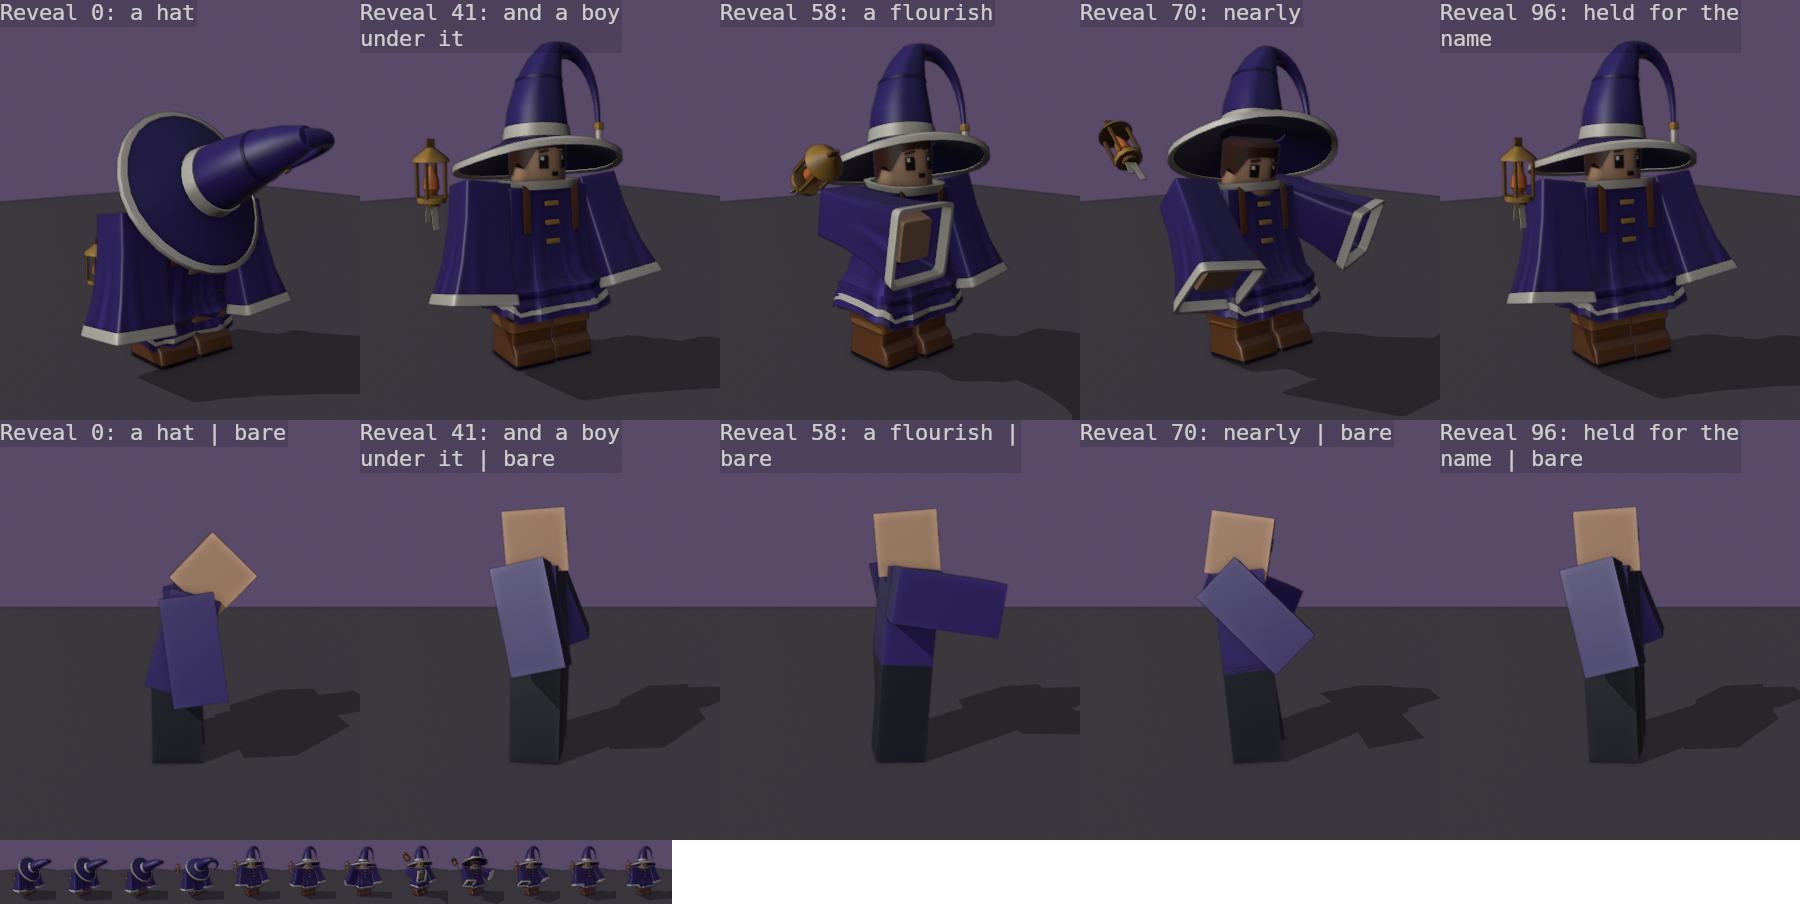 Reveal 0: a hat
Reveal 41: and a boy
under it
Reveal 58: a flourish
Reveal 70: nearly
Reveal 96: held for the
name
Reveal 0: a hat | bare
Reveal 41: and a boy
under it | bare
Reveal 58: a flourish |
bare
Reveal 70: nearly | bare
Reveal 96: held for the
name | bare